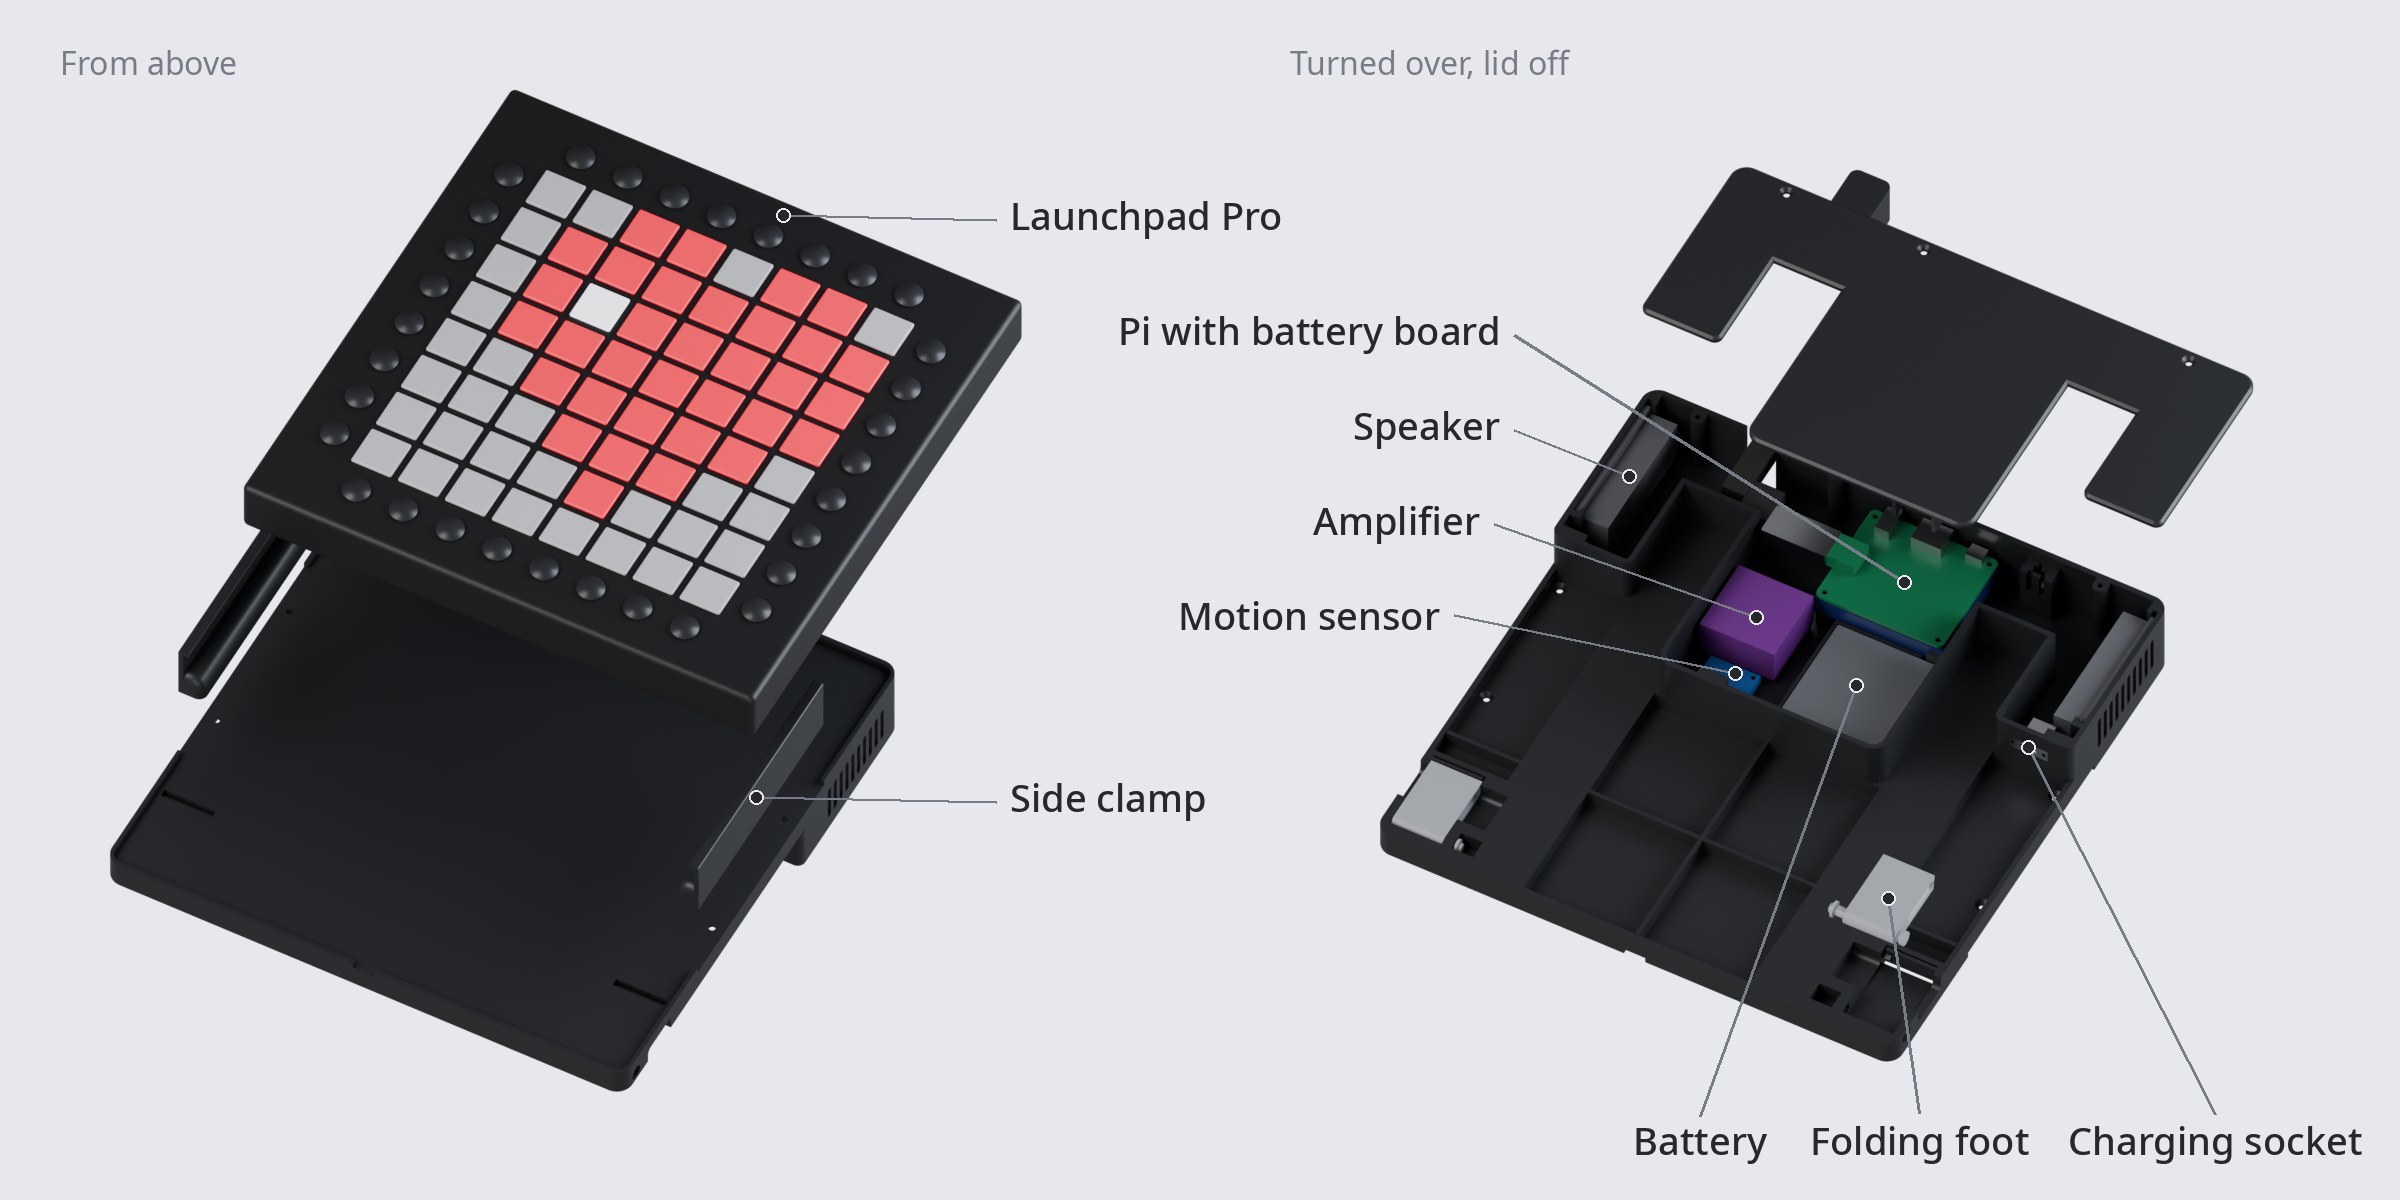 From above
Turned over, lid off
Launchpad Pro
Pi with battery board
Speaker
Amplifier
Motion sensor
Side clamp
Battery
Folding foot
Charging socket